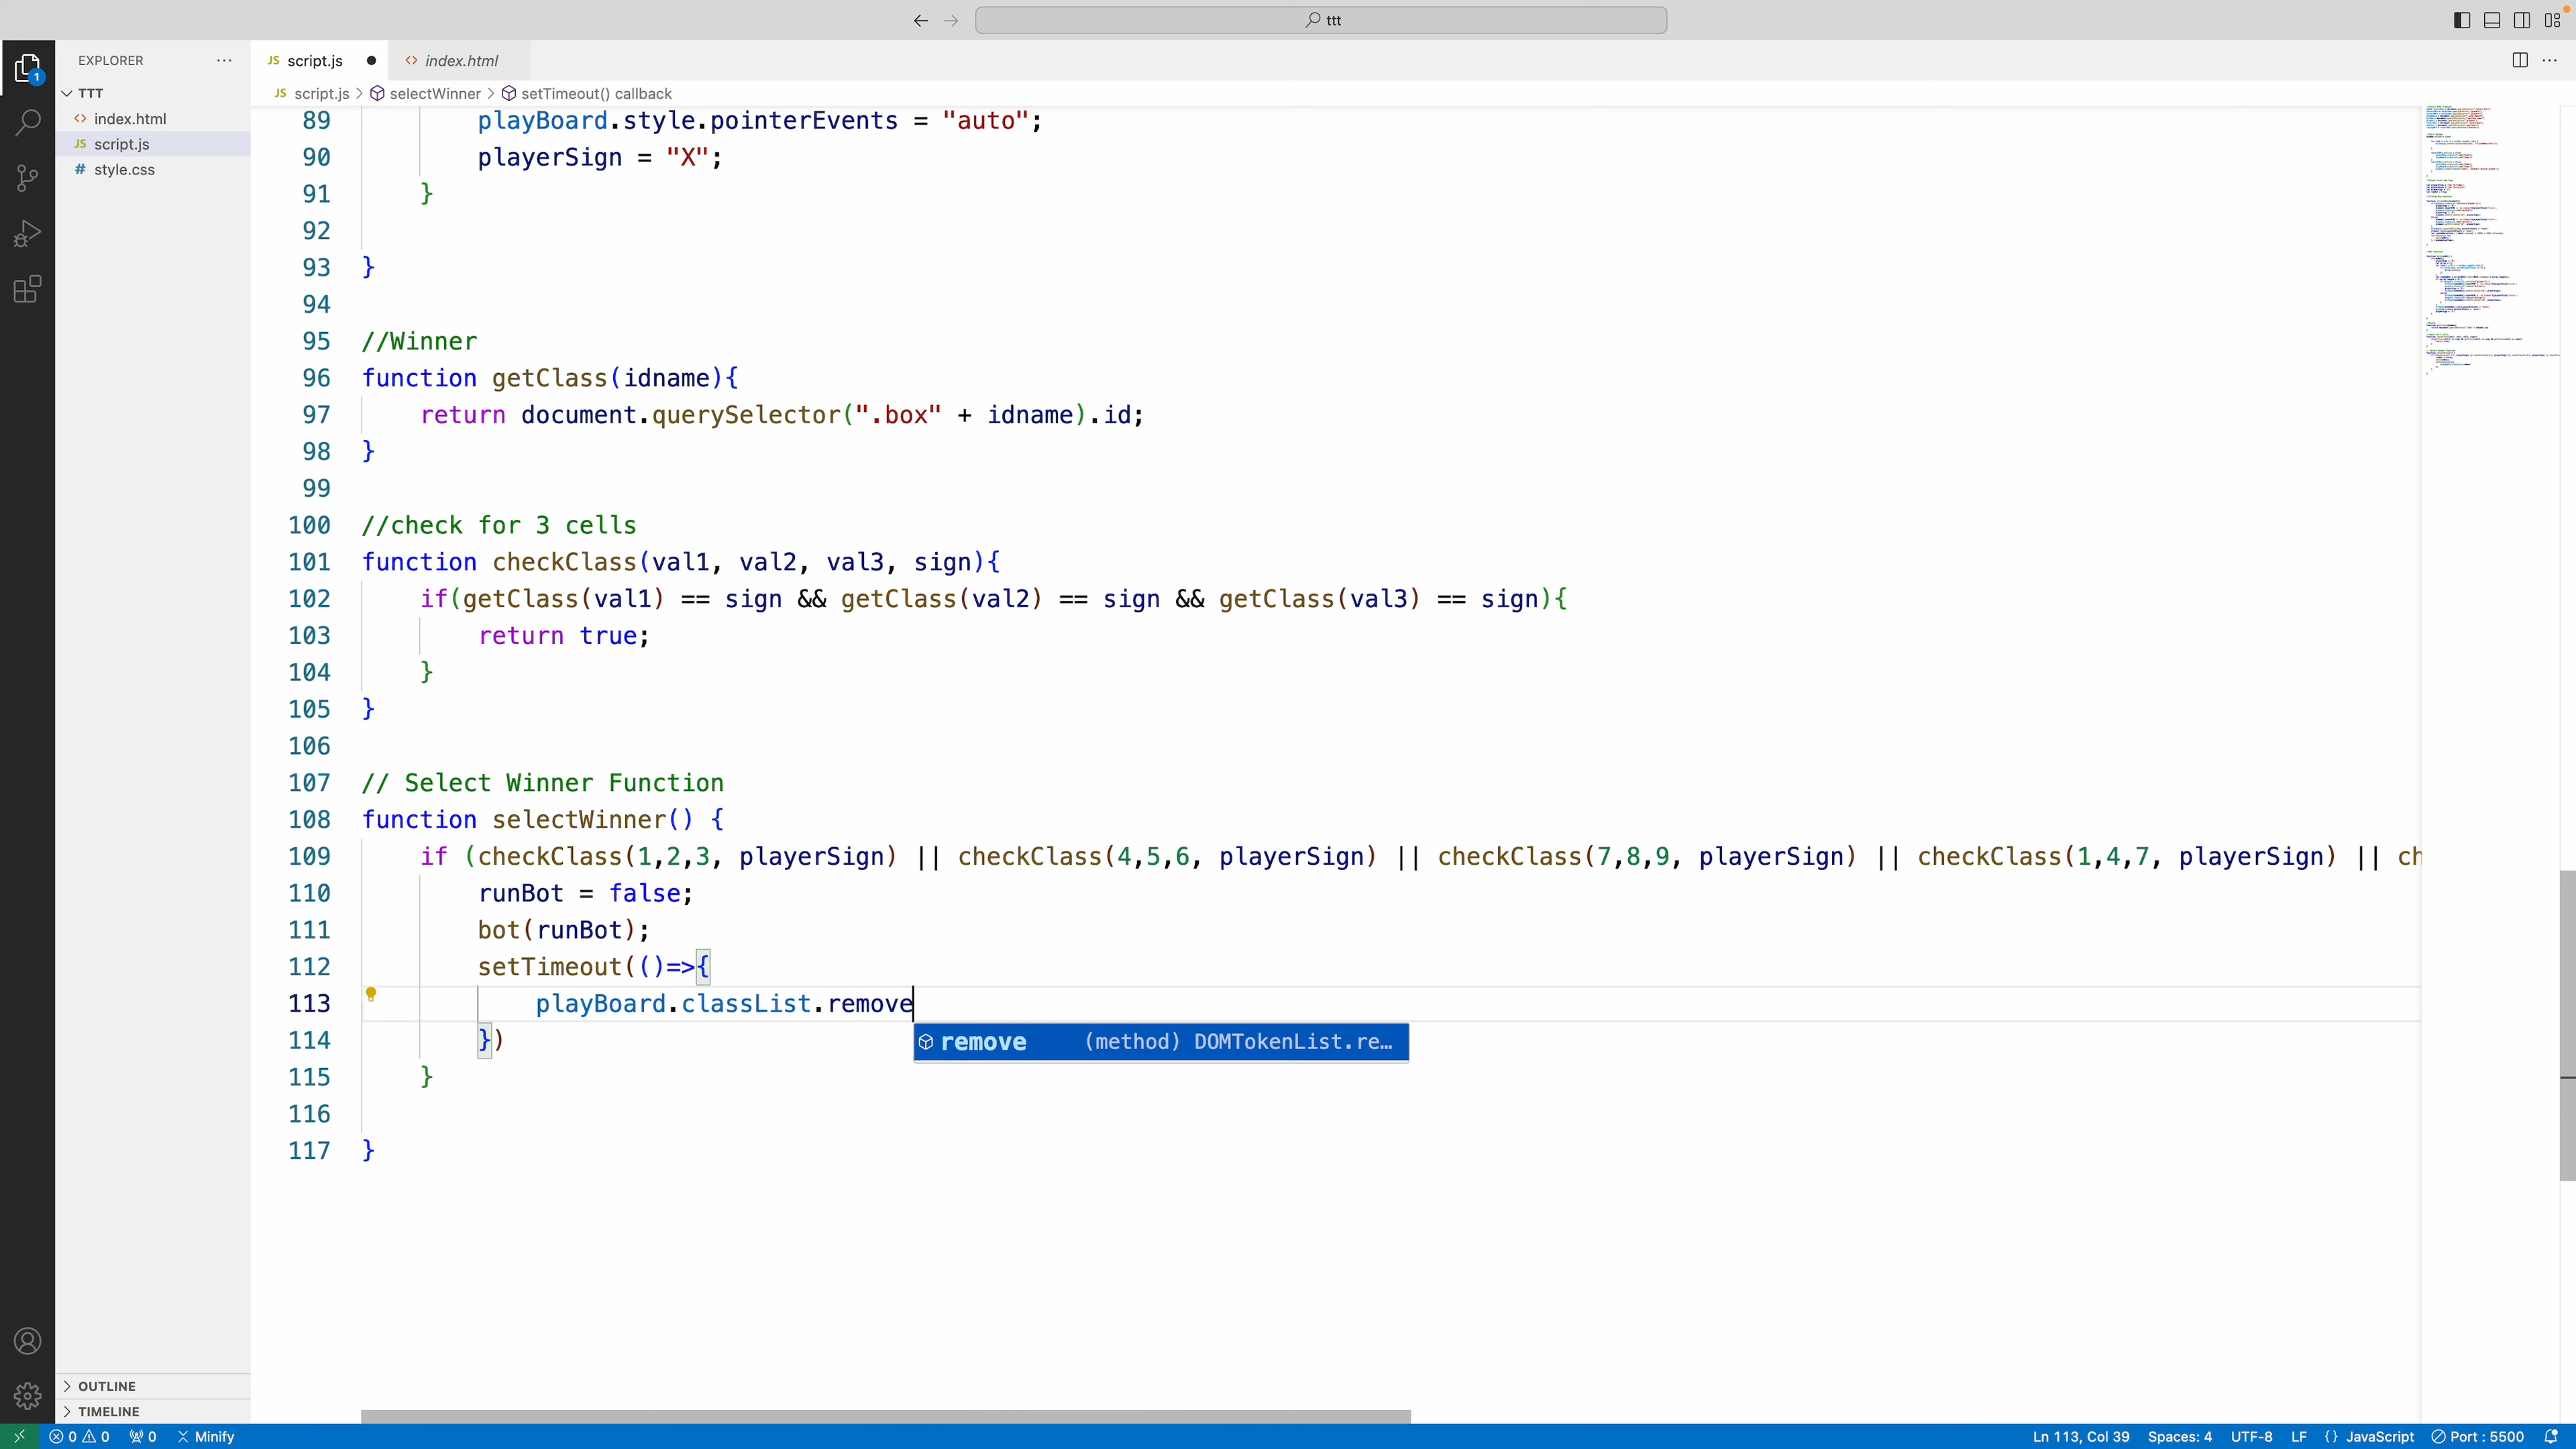 ttt
EXPLORER
TTT
index.html
JS script.js
# style.css
OUTLINE
TIMELINE
1
JS script.js
<> index.html
JS script.js > selectWinner > setTimeout() callback
89 playBoard.style.pointerEvents = "auto";
90 playerSign = "X";
91 }
92
93 }
94
95 //Winner
96 function getClass(idname){
97 return document.querySelector(".box" + idname).id;
98 }
99
100 //check for 3 cells
101 function checkClass(val1, val2, val3, sign){
102 if(getClass(val1) == sign && getClass(val2) == sign && getClass(val3) == sign){
103 return true;
104 }
105 }
106
107 // Select Winner Function
108 function selectWinner() {
109 if (checkClass(1,2,3, playerSign) || checkClass(4,5,6, playerSign) || checkClass(7,8,9, playerSign) || checkClass(1,4,7, playerSign) || ch
110 runBot = false;
111 bot(runBot);
112 setTimeout(()=>{
113 playBoard.classList.remove
remove (method) DOMTokenList.re…
114 })
115 }
116
117 }
0 0 0 Minify
Ln 113, Col 39 Spaces: 4 UTF-8 LF {} JavaScript Port : 5500